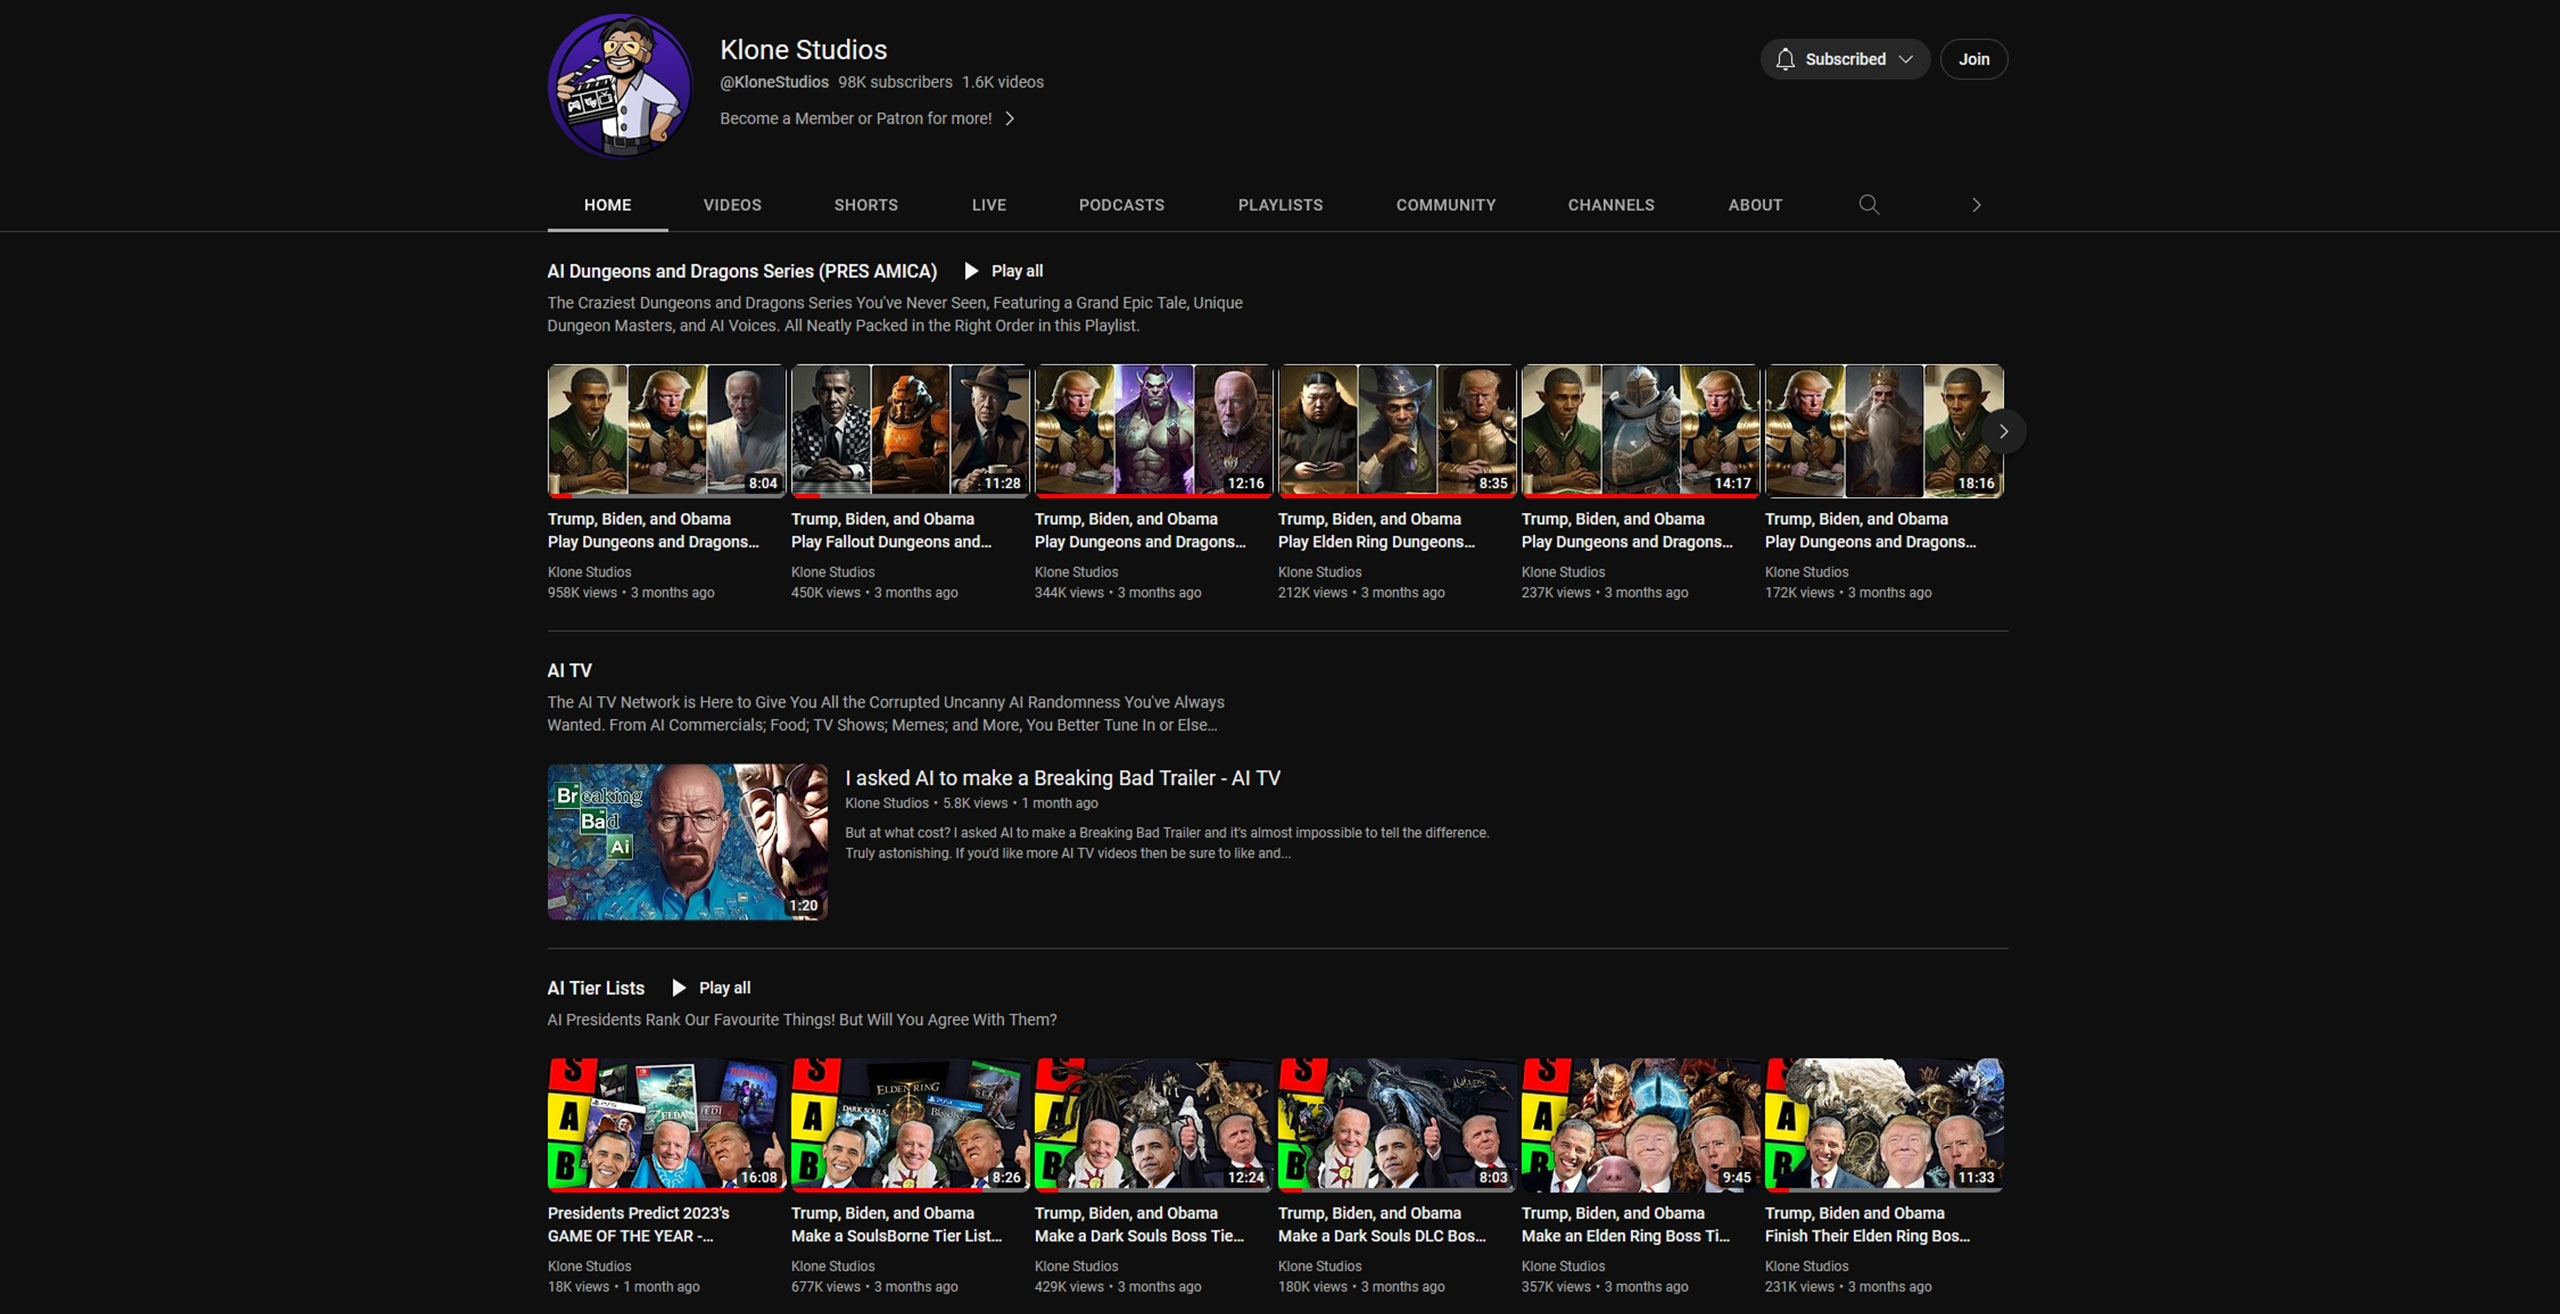 Klone Studios
@KloneStudios 98K subscribers 1.6K videos
Become a Member or Patron for more!
Subscribed
Join
HOME VIDEOS SHORTS LIVE PODCASTS PLAYLISTS COMMUNITY CHANNELS ABOUT
AI Dungeons and Dragons Series (PRES AMICA) Play all
The Craziest Dungeons and Dragons Series You've Never Seen, Featuring a Grand Epic Tale, Unique
Dungeon Masters, and AI Voices. All Neatly Packed in the Right Order in this Playlist.
8:04
Trump, Biden, and Obama
Play Dungeons and Dragons...
Klone Studios
958K views • 3 months ago
11:28
Trump, Biden, and Obama
Play Fallout Dungeons and...
Klone Studios
450K views • 3 months ago
12:16
Trump, Biden, and Obama
Play Dungeons and Dragons...
Klone Studios
344K views • 3 months ago
8:35
Trump, Biden, and Obama
Play Elden Ring Dungeons...
Klone Studios
212K views • 3 months ago
14:17
Trump, Biden, and Obama
Play Dungeons and Dragons...
Klone Studios
237K views • 3 months ago
18:16
Trump, Biden, and Obama
Play Dungeons and Dragons...
Klone Studios
172K views • 3 months ago
AI TV
The AI TV Network is Here to Give You All the Corrupted Uncanny AI Randomness You've Always
Wanted. From AI Commercials; Food; TV Shows; Memes; and More, You Better Tune In or Else...
Breaking
Bad
Ai
1:20
I asked AI to make a Breaking Bad Trailer - AI TV
Klone Studios • 5.8K views • 1 month ago
But at what cost? I asked AI to make a Breaking Bad Trailer and it's almost impossible to tell the difference.
Truly astonishing. If you'd like more AI TV videos then be sure to like and...
AI Tier Lists Play all
AI Presidents Rank Our Favourite Things! But Will You Agree With Them?
S
A
B
PS5
16:08
Presidents Predict 2023's
GAME OF THE YEAR -...
Klone Studios
18K views • 1 month ago
S
A
B
ELDEN RING
DARK SOULS
8:26
Trump, Biden, and Obama
Make a SoulsBorne Tier List...
Klone Studios
677K views • 3 months ago
S
A
B
12:24
Trump, Biden, and Obama
Make a Dark Souls Boss Tie...
Klone Studios
429K views • 3 months ago
S
B
8:03
Trump, Biden, and Obama
Make a Dark Souls DLC Bos...
Klone Studios
180K views • 3 months ago
S
A
B
9:45
Trump, Biden, and Obama
Make an Elden Ring Boss Ti...
Klone Studios
357K views • 3 months ago
S
A
B
11:33
Trump, Biden and Obama
Finish Their Elden Ring Bos...
Klone Studios
231K views • 3 months ago